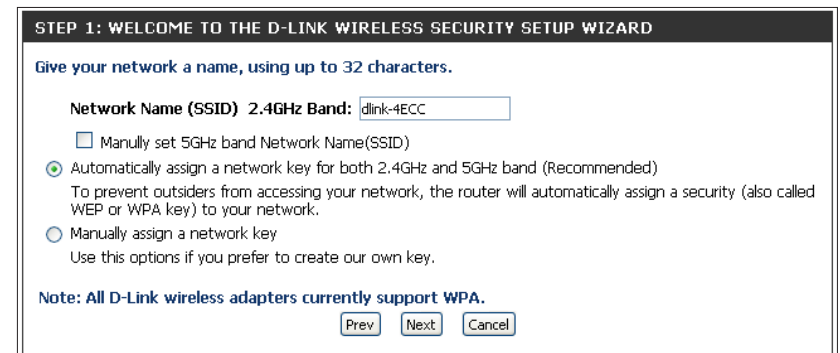 STEP 1: WELCOME TO THE D-LINK WIRELESS SECURITY SETUP WIZARD
Give your network a name, using up to 32 characters.
Network Name (SSID) 2.4GHz Band: dlink-4ECC
Manully set 5GHz band Network Name(SSID)
Automatically assign a network key for both 2.4GHz and 5GHz band (Recommended)
To prevent outsiders from accessing your network, the router will automatically assign a security (also called
WEP or WPA key) to your network.
Manually assign a network key
Use this options if you prefer to create our own key.
Note: All D-Link wireless adapters currently support WPA.
Prev Next Cancel